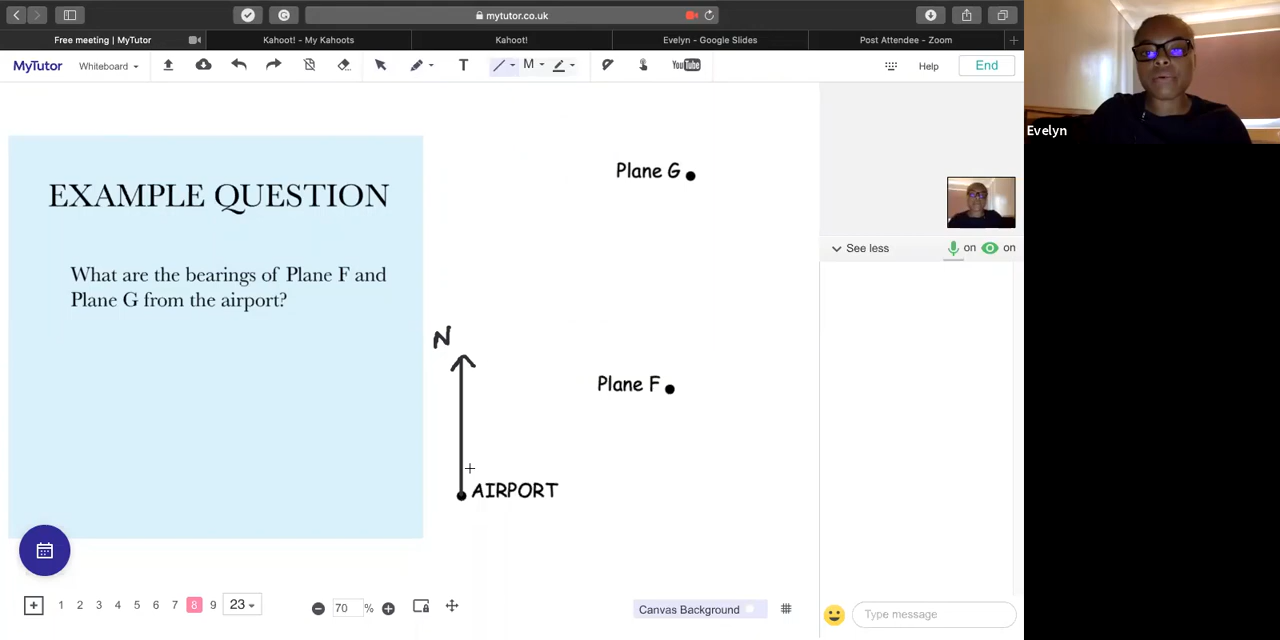 mytutor.co.uk
Free meeting | MyTutor
Kahoot! - My Kahoots
Kahoot!
Evelyn - Google Slides
Post Attendee - Zoom
MyTutor
Whiteboard
T
M
YouTube
Help
End
Evelyn
EXAMPLE QUESTION
What are the bearings of Plane F and
Plane G from the airport?
Plane G
N
Plane F
AIRPORT
See less
on
on
1 2 3 4 5 6 7 8 9 23
70 %
Canvas Background
Type message